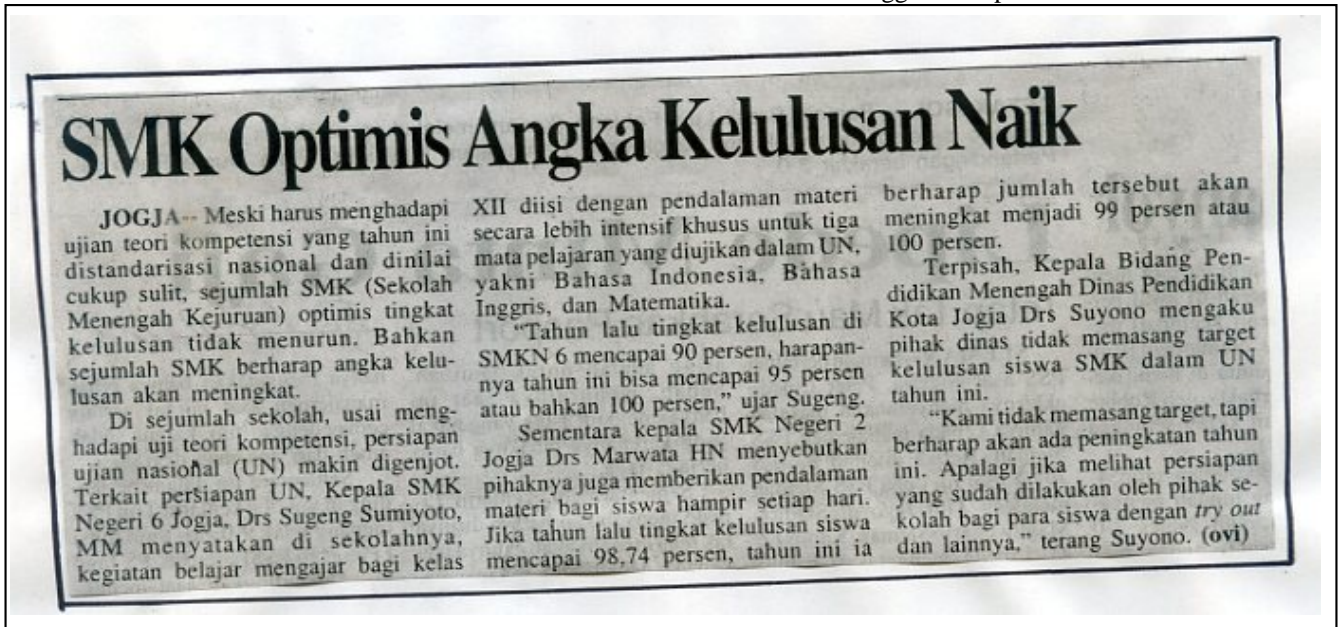 SMK Optimis Angka Kelulusan Naik
JOGJA-- Meski harus menghadapi
ujian teori kompetensi yang tahun ini
distandarisasi nasional dan dinilai
cukup sulit, sejumlah SMK (Sekolah
Menengah Kejuruan) optimis tingkat
kelulusan tidak menurun. Bahkan
sejumlah SMK berharap angka kelu-
lusan akan meningkat.
Di sejumlah sekolah, usai meng-
hadapi uji teori kompetensi, persiapan
ujian nasional (UN) makin digenjot.
Terkait persiapan UN, Kepala SMK
Negeri 6 Jogja, Drs Sugeng Sumiyoto,
MM menyatakan di sekolahnya,
kegiatan belajar mengajar bagi kelas
XII diisi dengan pendalaman materi
secara lebih intensif khusus untuk tiga
mata pelajaran yang diujikan dalam UN,
yakni Bahasa Indonesia, Bahasa
Inggris, dan Matematika.
“Tahun lalu tingkat kelulusan di
SMKN 6 mencapai 90 persen, harapan-
nya tahun ini bisa mencapai 95 persen
atau bahkan 100 persen,” ujar Sugeng.
Sementara kepala SMK Negeri 2
Jogja Drs Marwata HN menyebutkan
pihaknya juga memberikan pendalaman
materi bagi siswa hampir setiap hari.
Jika tahun lalu tingkat kelulusan siswa
mencapai 98,74 persen, tahun ini ia
berharap jumlah tersebut akan
meningkat menjadi 99 persen atau
100 persen.
Terpisah, Kepala Bidang Pen-
didikan Menengah Dinas Pendidikan
Kota Jogja Drs Suyono mengaku
pihak dinas tidak memasang target
kelulusan siswa SMK dalam UN
tahun ini.
“Kami tidak memasang target, tapi
berharap akan ada peningkatan tahun
ini. Apalagi jika melihat persiapan
yang sudah dilakukan oleh pihak se-
kolah bagi para siswa dengan try out
dan lainnya,” terang Suyono. (ovi)